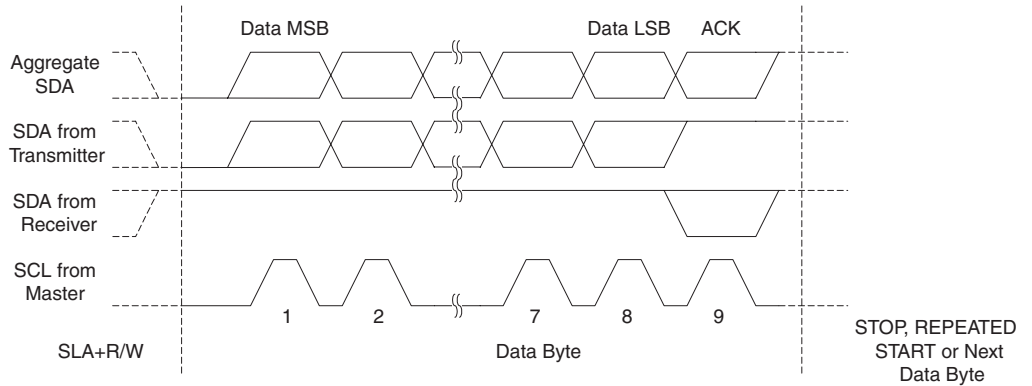 Data MSB
Data LSB
ACK
Aggregate
SDA
SDA from
Transmitter
SDA from
Receiver
SCL from
Master
1
2
7
8
9
SLA+R/W
Data Byte
STOP, REPEATED
START or Next
Data Byte